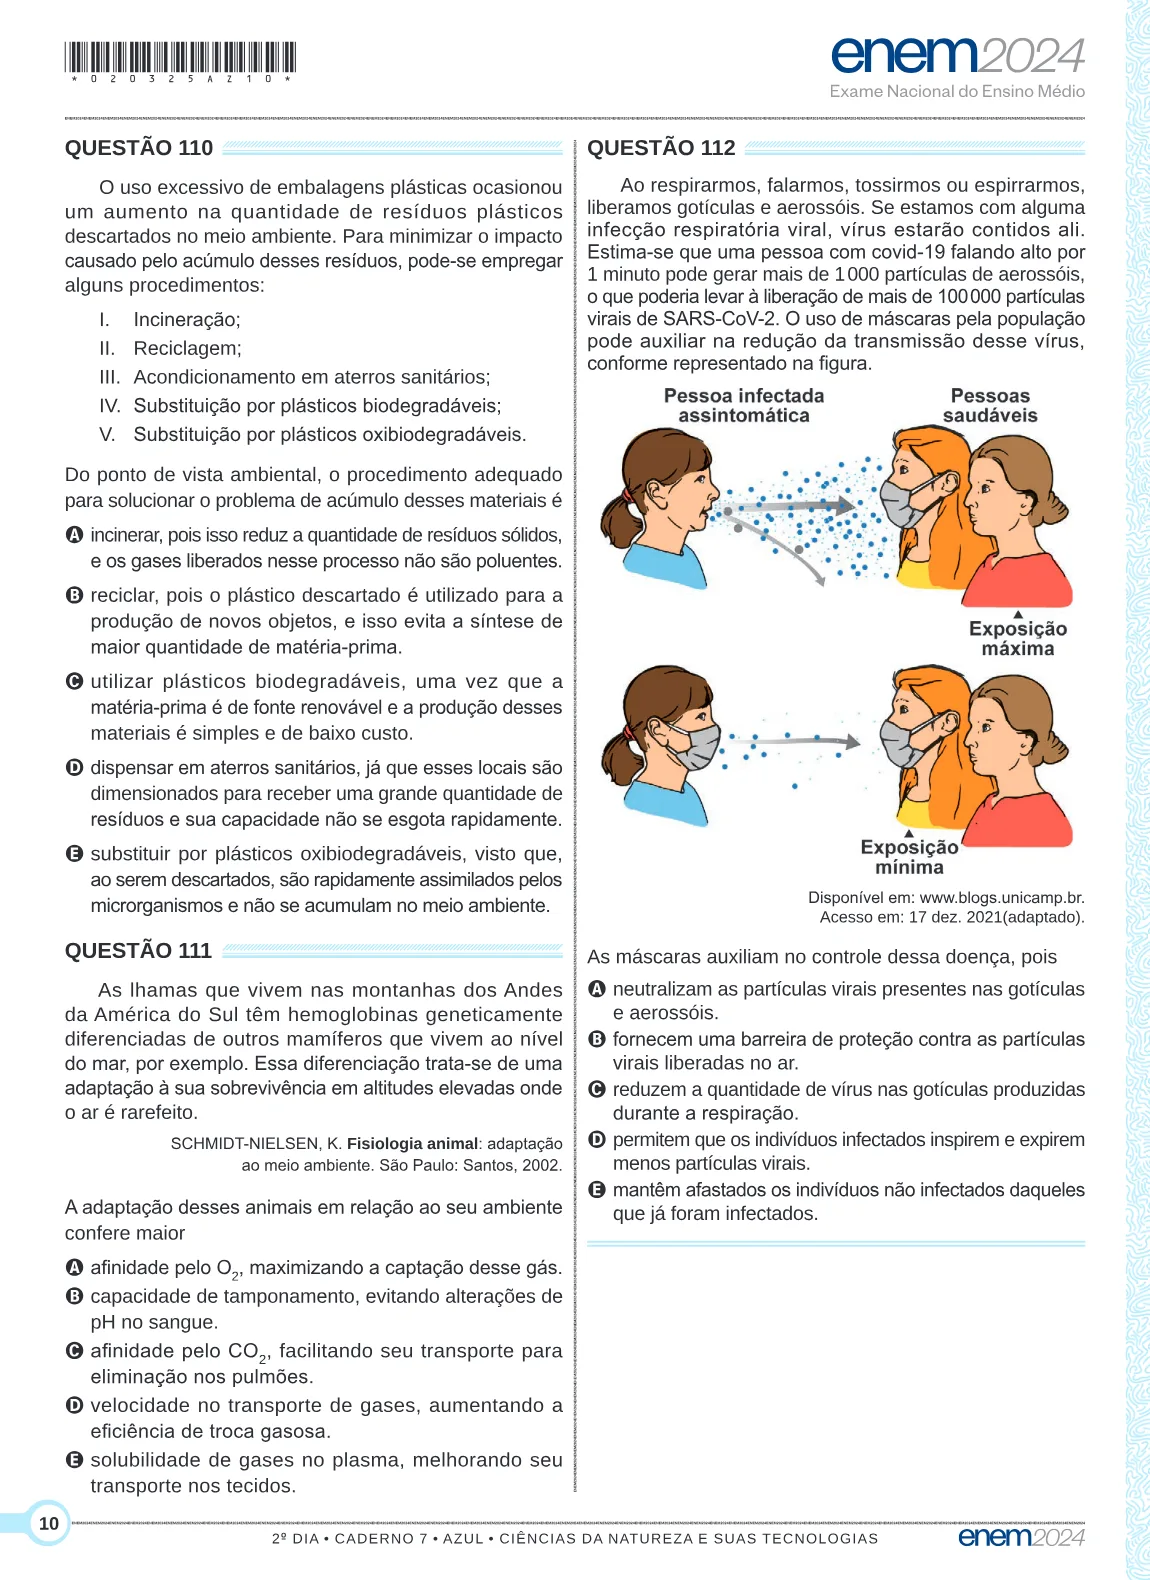 *020325AZ10*
enem2024
Exame Nacional do Ensino Médio
QUESTÃO 110
O uso excessivo de embalagens plásticas ocasionou
um aumento na quantidade de resíduos plásticos
descartados no meio ambiente. Para minimizar o impacto
causado pelo acúmulo desses resíduos, pode-se empregar
alguns procedimentos:
I. Incineração;
II. Reciclagem;
III. Acondicionamento em aterros sanitários;
IV. Substituição por plásticos biodegradáveis;
V. Substituição por plásticos oxibiodegradáveis.
Do ponto de vista ambiental, o procedimento adequado
para solucionar o problema de acúmulo desses materiais é
A incinerar, pois isso reduz a quantidade de resíduos sólidos,
e os gases liberados nesse processo não são poluentes.
B reciclar, pois o plástico descartado é utilizado para a
produção de novos objetos, e isso evita a síntese de
maior quantidade de matéria-prima.
C utilizar plásticos biodegradáveis, uma vez que a
matéria-prima é de fonte renovável e a produção desses
materiais é simples e de baixo custo.
D dispensar em aterros sanitários, já que esses locais são
dimensionados para receber uma grande quantidade de
resíduos e sua capacidade não se esgota rapidamente.
E substituir por plásticos oxibiodegradáveis, visto que,
ao serem descartados, são rapidamente assimilados pelos
microrganismos e não se acumulam no meio ambiente.
QUESTÃO 111
As lhamas que vivem nas montanhas dos Andes
da América do Sul têm hemoglobinas geneticamente
diferenciadas de outros mamíferos que vivem ao nível
do mar, por exemplo. Essa diferenciação trata-se de uma
adaptação à sua sobrevivência em altitudes elevadas onde
o ar é rarefeito.
SCHMIDT-NIELSEN, K. Fisiologia animal: adaptação
ao meio ambiente. São Paulo: Santos, 2002.
A adaptação desses animais em relação ao seu ambiente
confere maior
A afinidade pelo O2, maximizando a captação desse gás.
B capacidade de tamponamento, evitando alterações de
pH no sangue.
C afinidade pelo CO2, facilitando seu transporte para
eliminação nos pulmões.
D velocidade no transporte de gases, aumentando a
eficiência de troca gasosa.
E solubilidade de gases no plasma, melhorando seu
transporte nos tecidos.
QUESTÃO 112
Ao respirarmos, falarmos, tossirmos ou espirrarmos,
liberamos gotículas e aerossóis. Se estamos com alguma
infecção respiratória viral, vírus estarão contidos ali.
Estima-se que uma pessoa com covid-19 falando alto por
1 minuto pode gerar mais de 1 000 partículas de aerossóis,
o que poderia levar à liberação de mais de 100 000 partículas
virais de SARS-CoV-2. O uso de máscaras pela população
pode auxiliar na redução da transmissão desse vírus,
conforme representado na figura.
Pessoa infectada
assintomática
Pessoas
saudáveis
Exposição
máxima
Exposição
mínima
Disponível em: www.blogs.unicamp.br.
Acesso em: 17 dez. 2021(adaptado).
As máscaras auxiliam no controle dessa doença, pois
A neutralizam as partículas virais presentes nas gotículas
e aerossóis.
B fornecem uma barreira de proteção contra as partículas
virais liberadas no ar.
C reduzem a quantidade de vírus nas gotículas produzidas
durante a respiração.
D permitem que os indivíduos infectados inspirem e expirem
menos partículas virais.
E mantêm afastados os indivíduos não infectados daqueles
que já foram infectados.
10
2º DIA • CADERNO 7 • AZUL • CIÊNCIAS DA NATUREZA E SUAS TECNOLOGIAS
enem2024